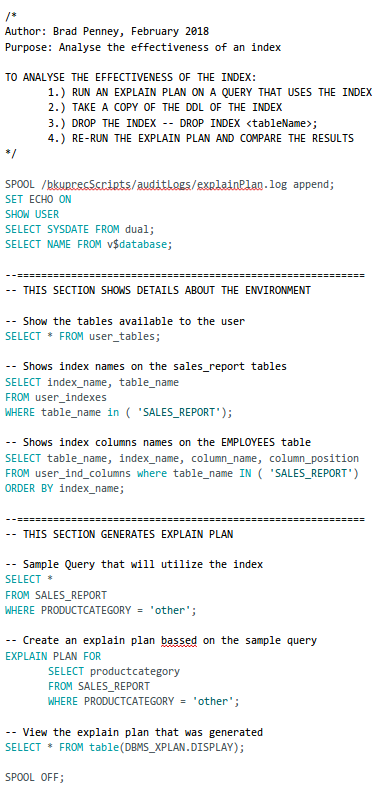 /*
Author: Brad Penney, February 2018
Purpose: Analyse the effectiveness of an index
TO ANALYSE THE EFFECTIVENESS OF THE INDEX:
1.) RUN AN EXPLAIN PLAN ON A QUERY THAT USES THE INDEX
2.) TAKE A COPY OF THE DDL OF THE INDEX
3.) DROP THE INDEX -- DROP INDEX <tableName>;
4.) RE-RUN THE EXPLAIN PLAN AND COMPARE THE RESULTS
*/
SPOOL /bkuprecScripts/auditLogs/explainPlan.log append;
SET ECHO ON
SHOW USER
SELECT SYSDATE FROM dual;
SELECT NAME FROM v$database;
--==========================================================
-- THIS SECTION SHOWS DETAILS ABOUT THE ENVIRONMENT
-- Show the tables available to the user
SELECT * FROM user_tables;
-- Shows index names on the sales_report tables
SELECT index_name, table_name
FROM user_indexes
WHERE table_name in ( 'SALES_REPORT');
-- Shows index columns names on the EMPLOYEES table
SELECT table_name, index_name, column_name, column_position
FROM user_ind_columns where table_name IN ( 'SALES_REPORT')
ORDER BY index_name;
--==========================================================
-- THIS SECTION GENERATES EXPLAIN PLAN
-- Sample Query that will utilize the index
SELECT *
FROM SALES_REPORT
WHERE PRODUCTCATEGORY = 'other';
-- Create an explain plan bassed on the sample query
EXPLAIN PLAN FOR
SELECT productcategory
FROM SALES_REPORT
WHERE PRODUCTCATEGORY = 'other';
-- View the explain plan that was generated
SELECT * FROM table(DBMS_XPLAN.DISPLAY);
SPOOL OFF;